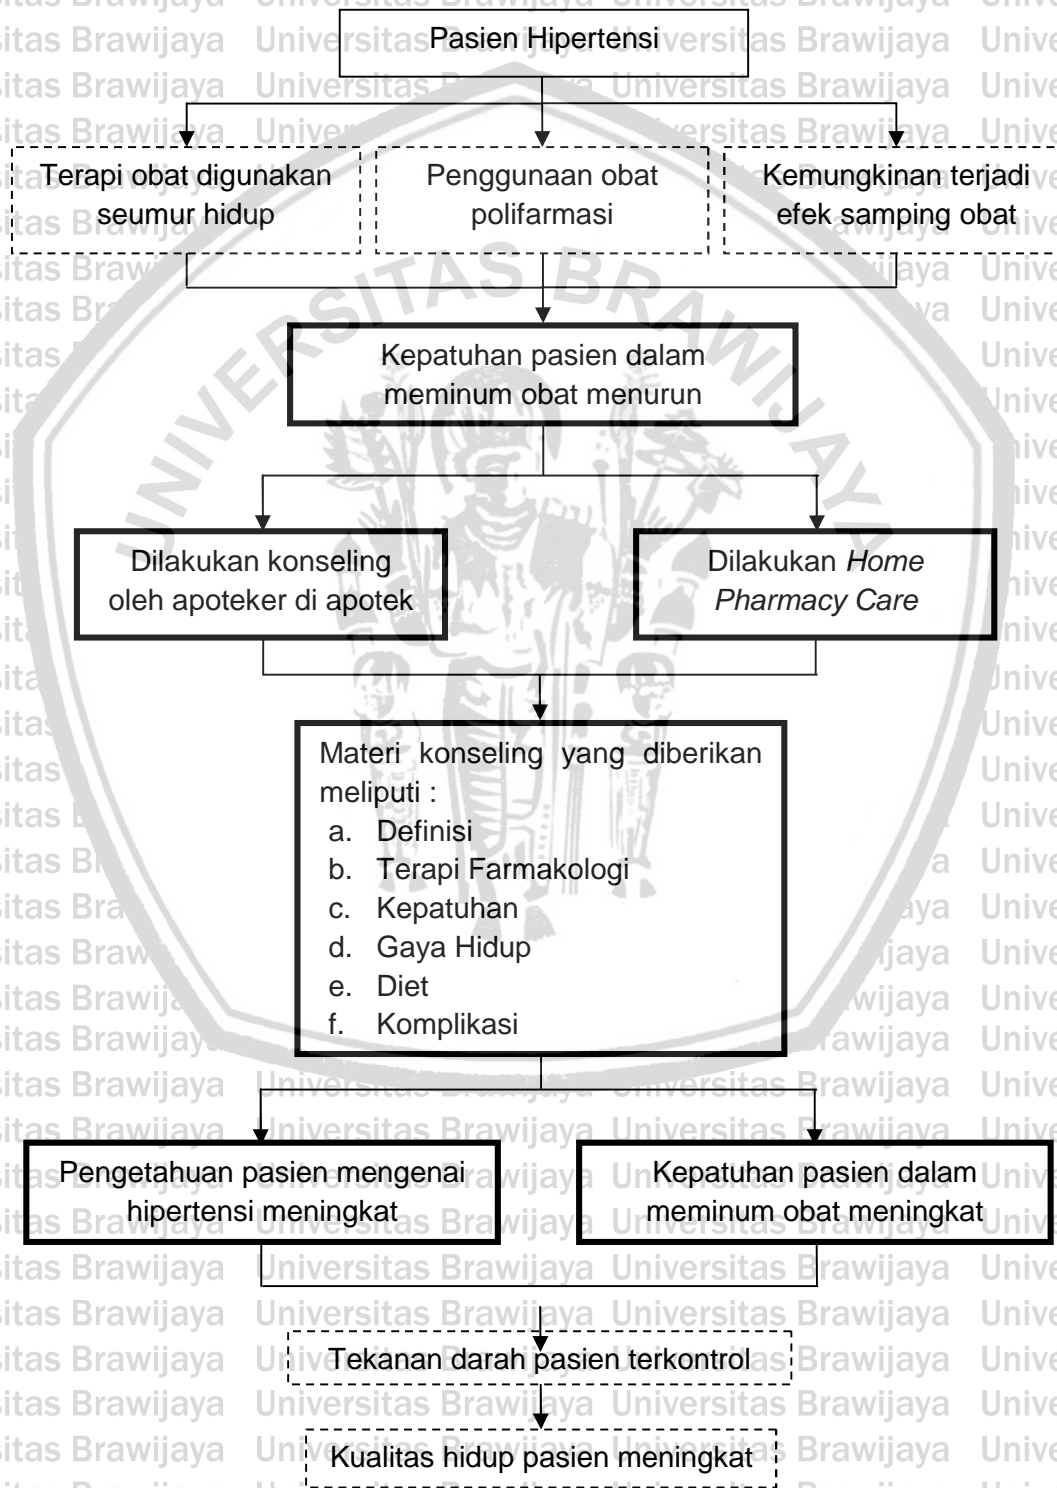 Pasien Hipertensi
Terapi obat digunakan
seumur hidup
Penggunaan obat
polifarmasi
Kemungkinan terjadi
efek samping obat
UNIVERSITAS BRAWIJAYA
Kepatuhan pasien dalam
meminum obat menurun
Dilakukan konseling
oleh apoteker di apotek
Dilakukan Home
Pharmacy Care
Materi konseling yang diberikan
meliputi :
a. Definisi
b. Terapi Farmakologi
c. Kepatuhan
d. Gaya Hidup
e. Diet
f. Komplikasi
Pengetahuan pasien mengenai
hipertensi meningkat
Kepatuhan pasien dalam
meminum obat meningkat
Tekanan darah pasien terkontrol
Kualitas hidup pasien meningkat